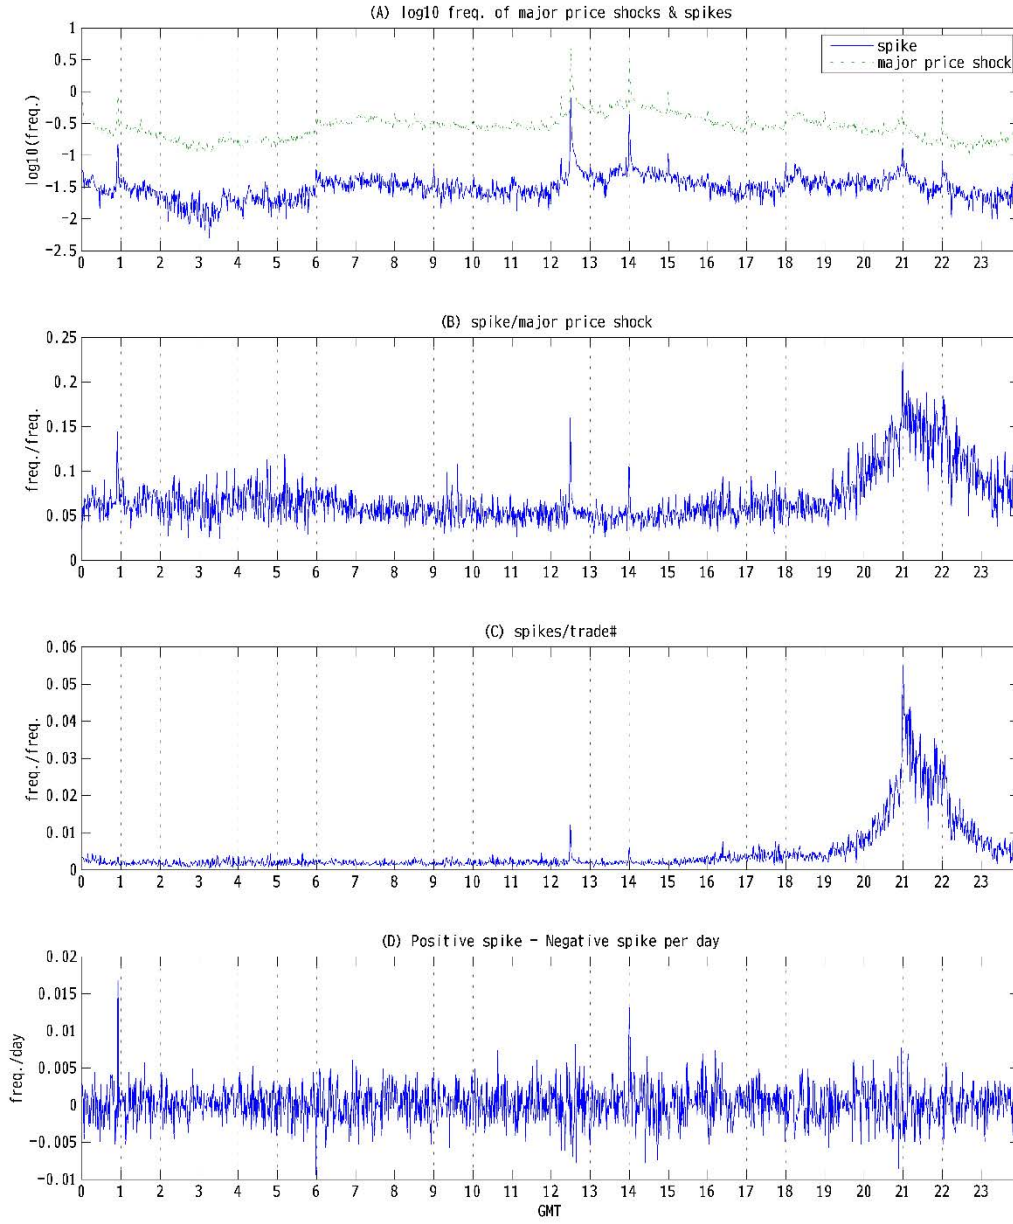 (A) log10 freq. of major price shocks & spikes
spike
major price shock
log10(freq.)
1
0.5
0
-0.5
-1
-1.5
-2
-2.5
0 1 2 3 4 5 6 7 8 9 10 11 12 13 14 15 16 17 18 19 20 21 22 23
(B) spike/major price shock
freq./freq.
0.25
0.2
0.15
0.1
0.05
0
0 1 2 3 4 5 6 7 8 9 10 11 12 13 14 15 16 17 18 19 20 21 22 23
(C) spikes/trade#
freq./freq.
0.06
0.05
0.04
0.03
0.02
0.01
0
0 1 2 3 4 5 6 7 8 9 10 11 12 13 14 15 16 17 18 19 20 21 22 23
(D) Positive spike - Negative spike per day
freq./day
0.02
0.015
0.01
0.005
0
-0.005
-0.01
0 1 2 3 4 5 6 7 8 9 10 11 12 13 14 15 16 17 18 19 20 21 22 23
GMT